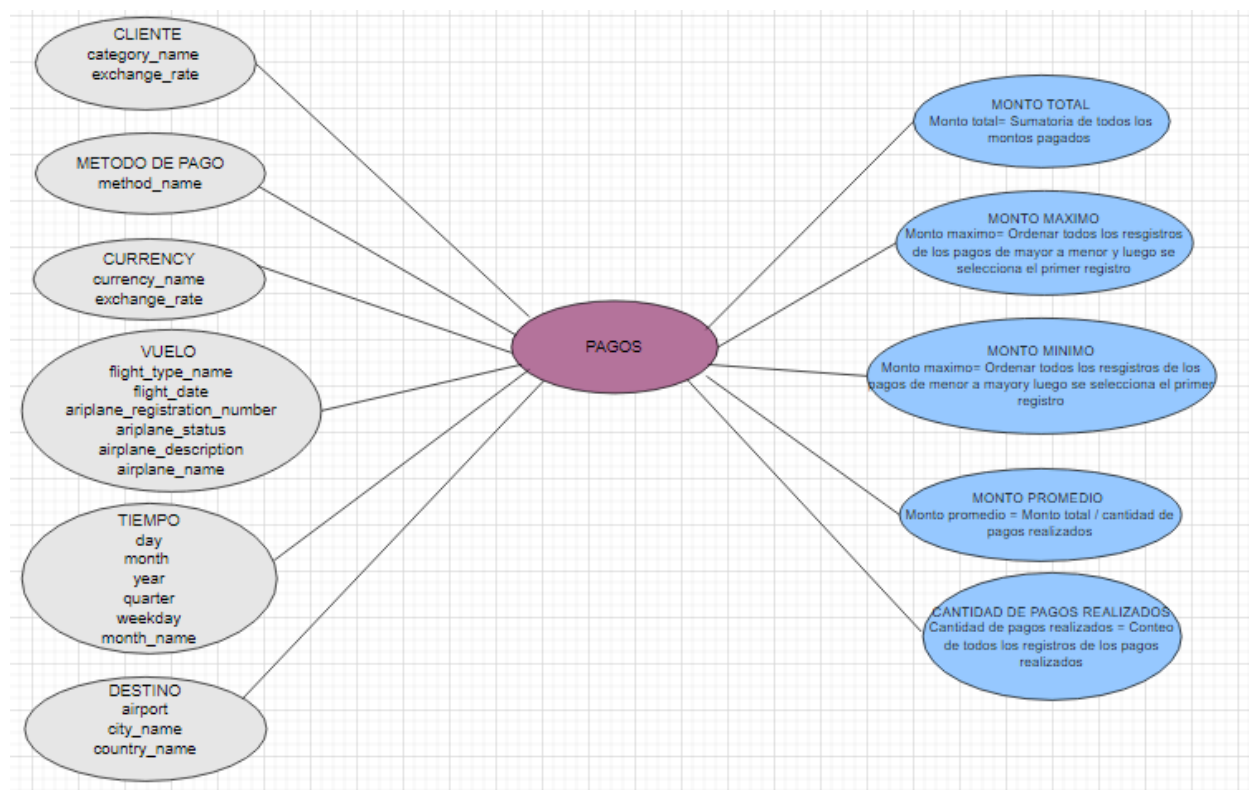 CLIENTE
category_name
exchange_rate
METODO DE PAGO
method_name
CURRENCY
currency_name
exchange_rate
VUELO
flight_type_name
flight_date
ariplane_registration_number
ariplane_status
airplane_description
airplane_name
TIEMPO
day
month
year
quarter
weekday
month_name
DESTINO
airport
city_name
country_name
PAGOS
MONTO TOTAL
Monto total= Sumatoria de todos los
montos pagados
MONTO MAXIMO
Monto maximo= Ordenar todos los resgistros
de los pagos de mayor a menor y luego se
selecciona el primer registro
MONTO MINIMO
Monto maximo= Ordenar todos los resgistros de los
pagos de menor a mayory luego se selecciona el primer
registro
MONTO PROMEDIO
Monto promedio = Monto total / cantidad de
pagos realizados
CANTIDAD DE PAGOS REALIZADOS
Cantidad de pagos realizados = Conteo
de todos los registros de los pagos
realizados